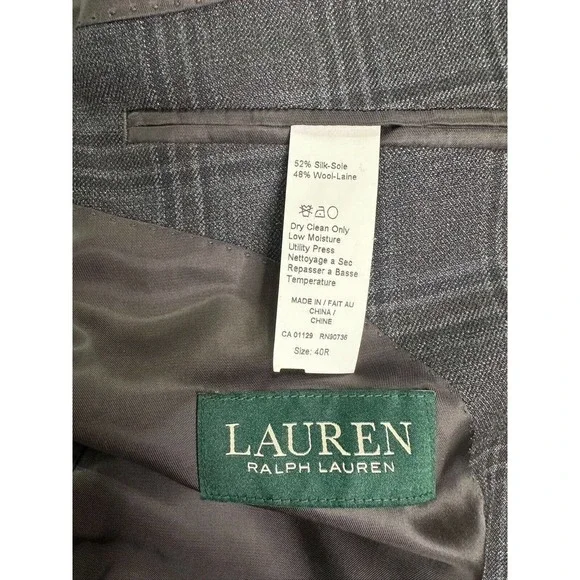 52% Silk-Soie
48% Wool-Laine
Dry Clean Only
Low Moisture
Utility Press
Nettoyage a Sec
Repasser a Basse
Temperature
MADE IN / FAIT AU
CHINA /
CHINE
CA 01129 RN90736
Size: 40R
LAUREN
RALPH LAUREN